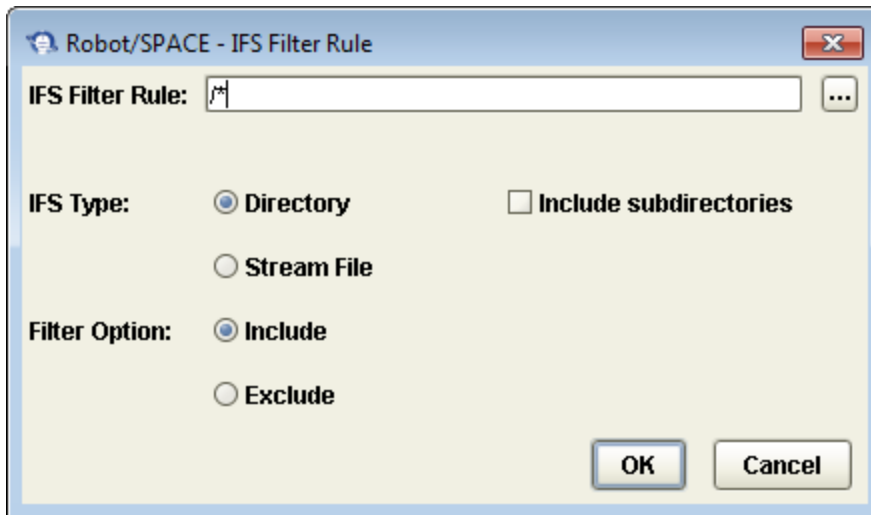 Robot/SPACE - IFS Filter Rule
IFS Filter Rule: /*
...
IFS Type: Directory Include subdirectories
Stream File
Filter Option: Include
Exclude
OK Cancel